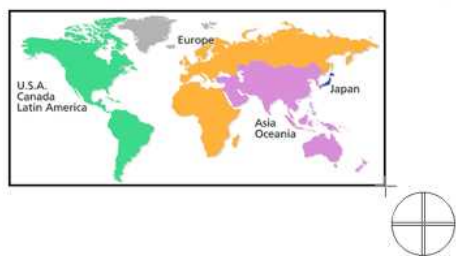 Europe
U.S.A.
Canada
Latin America
Japan
Asia
Oceania